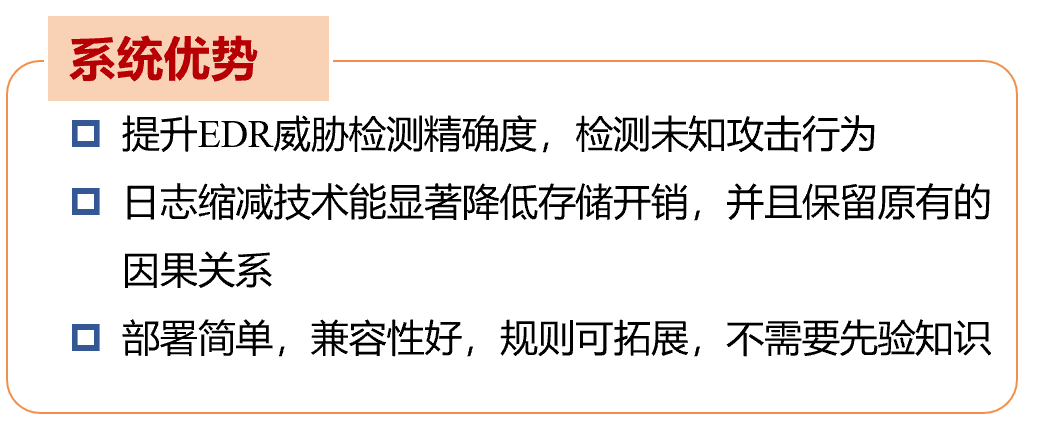 系统优势
提升EDR威胁检测精确度，检测未知攻击行为
日志缩减技术能显著降低存储开销，并且保留原有的
因果关系
部署简单，兼容性好，规则可拓展，不需要先验知识